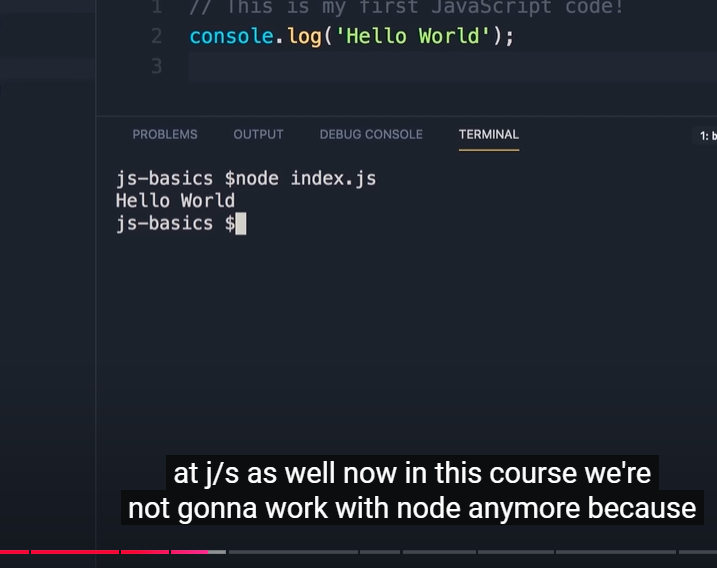 1 // This is my first JavaScript code!
2 console.log('Hello World');
3
PROBLEMS OUTPUT DEBUG CONSOLE TERMINAL 1: b
js-basics $node index.js
Hello World
js-basics $
at j/s as well now in this course we're
not gonna work with node anymore because